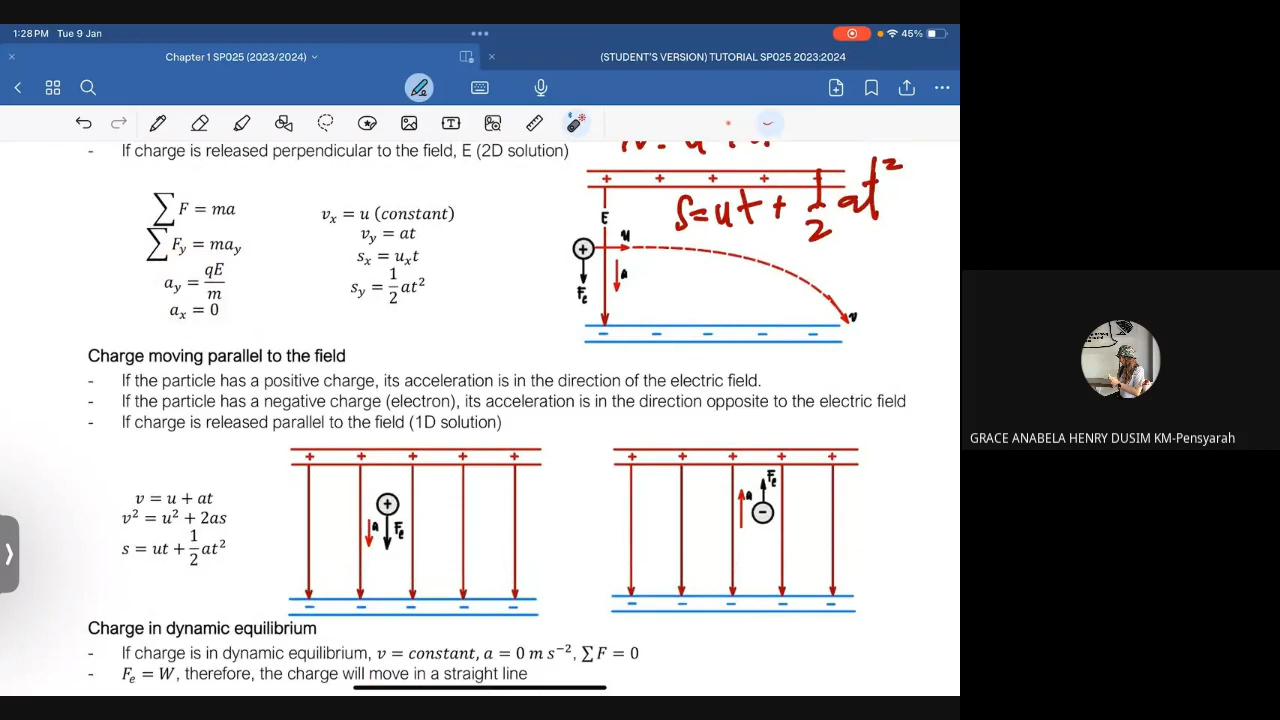 1:28PM Tue 9 Jan
45%
Chapter 1 SP025 (2023/2024)
(STUDENT'S VERSION) TUTORIAL SP025 2023:2024
- If charge is released perpendicular to the field, E (2D solution)
∑F = ma
∑F_y = ma_y
a_y = qE/m
a_x = 0
v_x = u (constant)
v_y = at
s_x = u_xt
s_y = 1/2 at²
+ + + + +
s = ut + 1/2 at²
E
+ u
a
Fe
v
- - - - -
Charge moving parallel to the field
- If the particle has a positive charge, its acceleration is in the direction of the electric field.
- If the particle has a negative charge (electron), its acceleration is in the direction opposite to the electric field
- If charge is released parallel to the field (1D solution)
v = u + at
v² = u² + 2as
s = ut + 1/2 at²
+ + + + +
+
a Fe
- - - - -
+ + + + +
a Fe
-
- - - - -
Charge in dynamic equilibrium
- If charge is in dynamic equilibrium, v = constant, a = 0 m s⁻², ∑F = 0
- F_e = W, therefore, the charge will move in a straight line
GRACE ANABELA HENRY DUSIM KM-Pensyarah